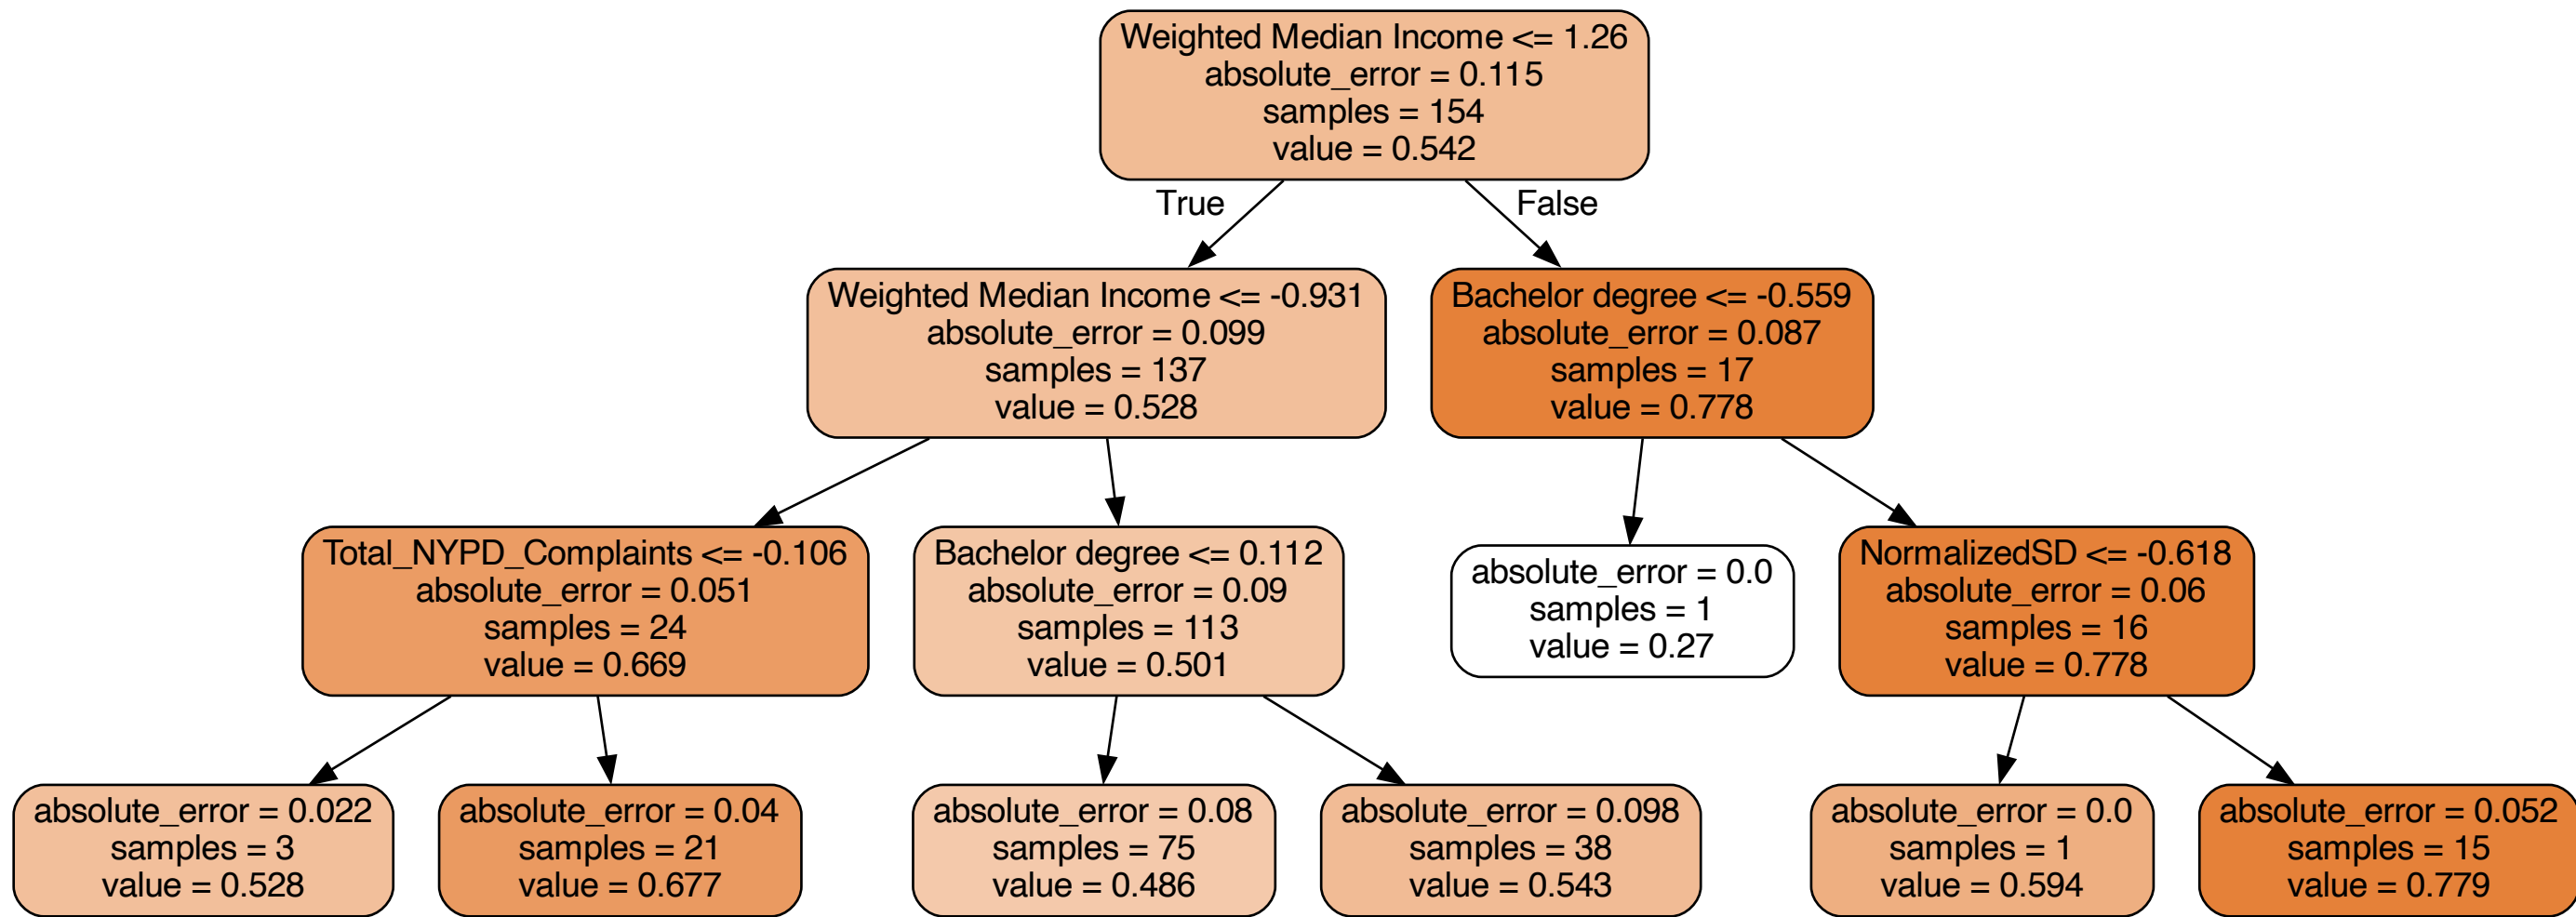 Weighted Median Income <= 1.26
absolute_error = 0.115
samples = 154
value = 0.542
True
False
Weighted Median Income <= -0.931
absolute_error = 0.099
samples = 137
value = 0.528
Bachelor degree <= -0.559
absolute_error = 0.087
samples = 17
value = 0.778
Total_NYPD_Complaints <= -0.106
absolute_error = 0.051
samples = 24
value = 0.669
Bachelor degree <= 0.112
absolute_error = 0.09
samples = 113
value = 0.501
absolute_error = 0.0
samples = 1
value = 0.27
NormalizedSD <= -0.618
absolute_error = 0.06
samples = 16
value = 0.778
absolute_error = 0.022
samples = 3
value = 0.528
absolute_error = 0.04
samples = 21
value = 0.677
absolute_error = 0.08
samples = 75
value = 0.486
absolute_error = 0.098
samples = 38
value = 0.543
absolute_error = 0.0
samples = 1
value = 0.594
absolute_error = 0.052
samples = 15
value = 0.779